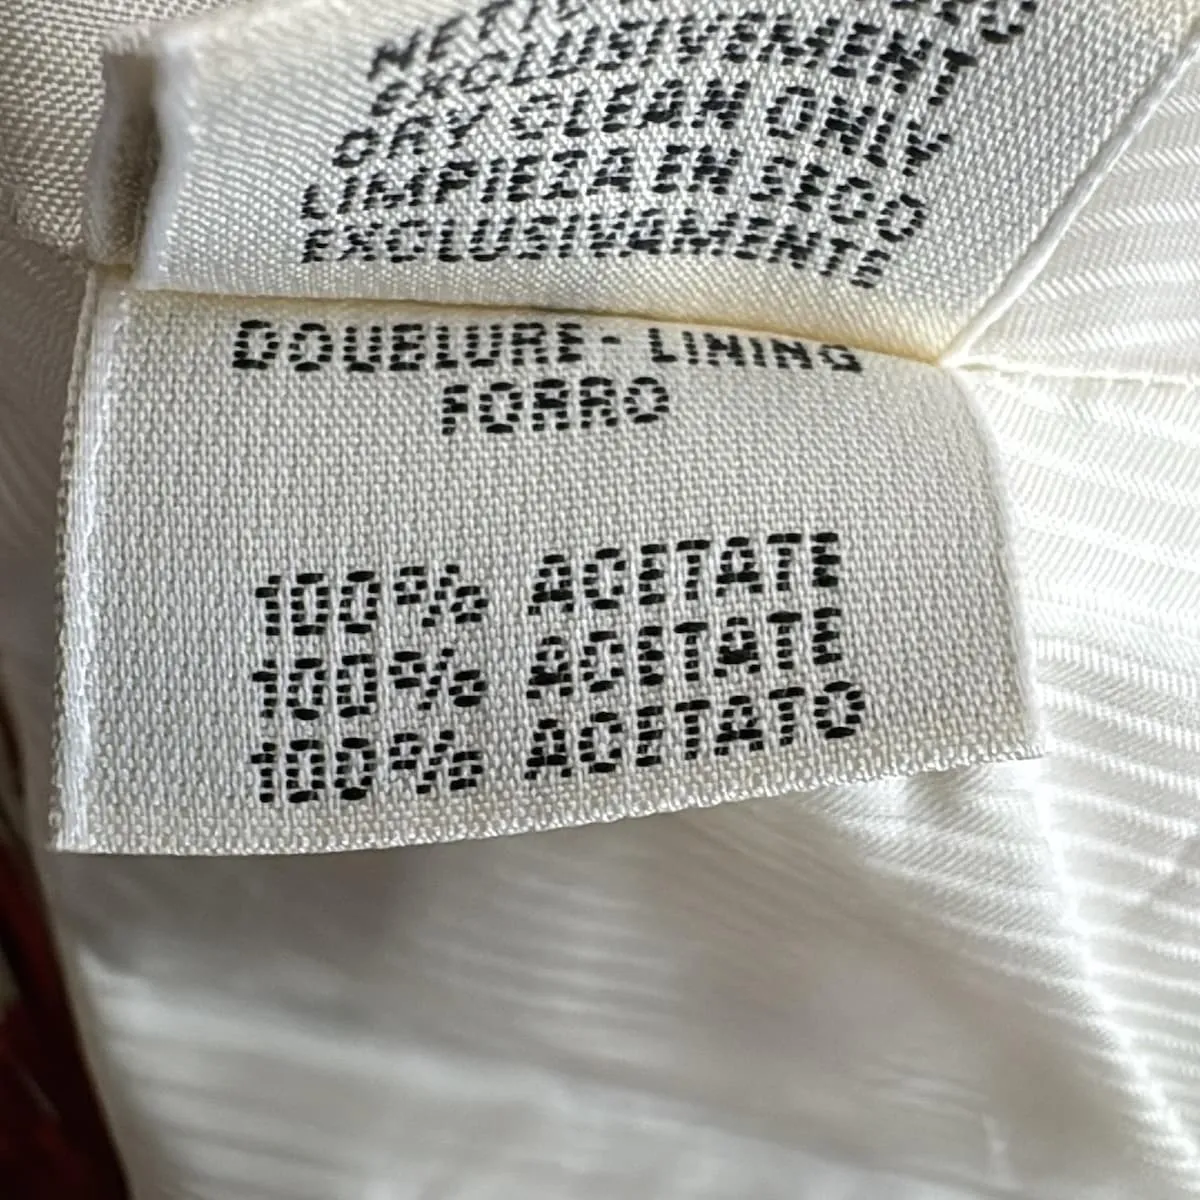 EXCLUSIVEMENT
DRY CLEAN ONLY
LIMPIEZA EN SECO
EXCLUSIVAMENTE
DOUBLURE - LINING
FORRO
100% ACETATE
100% ACETATE
100% ACETATO